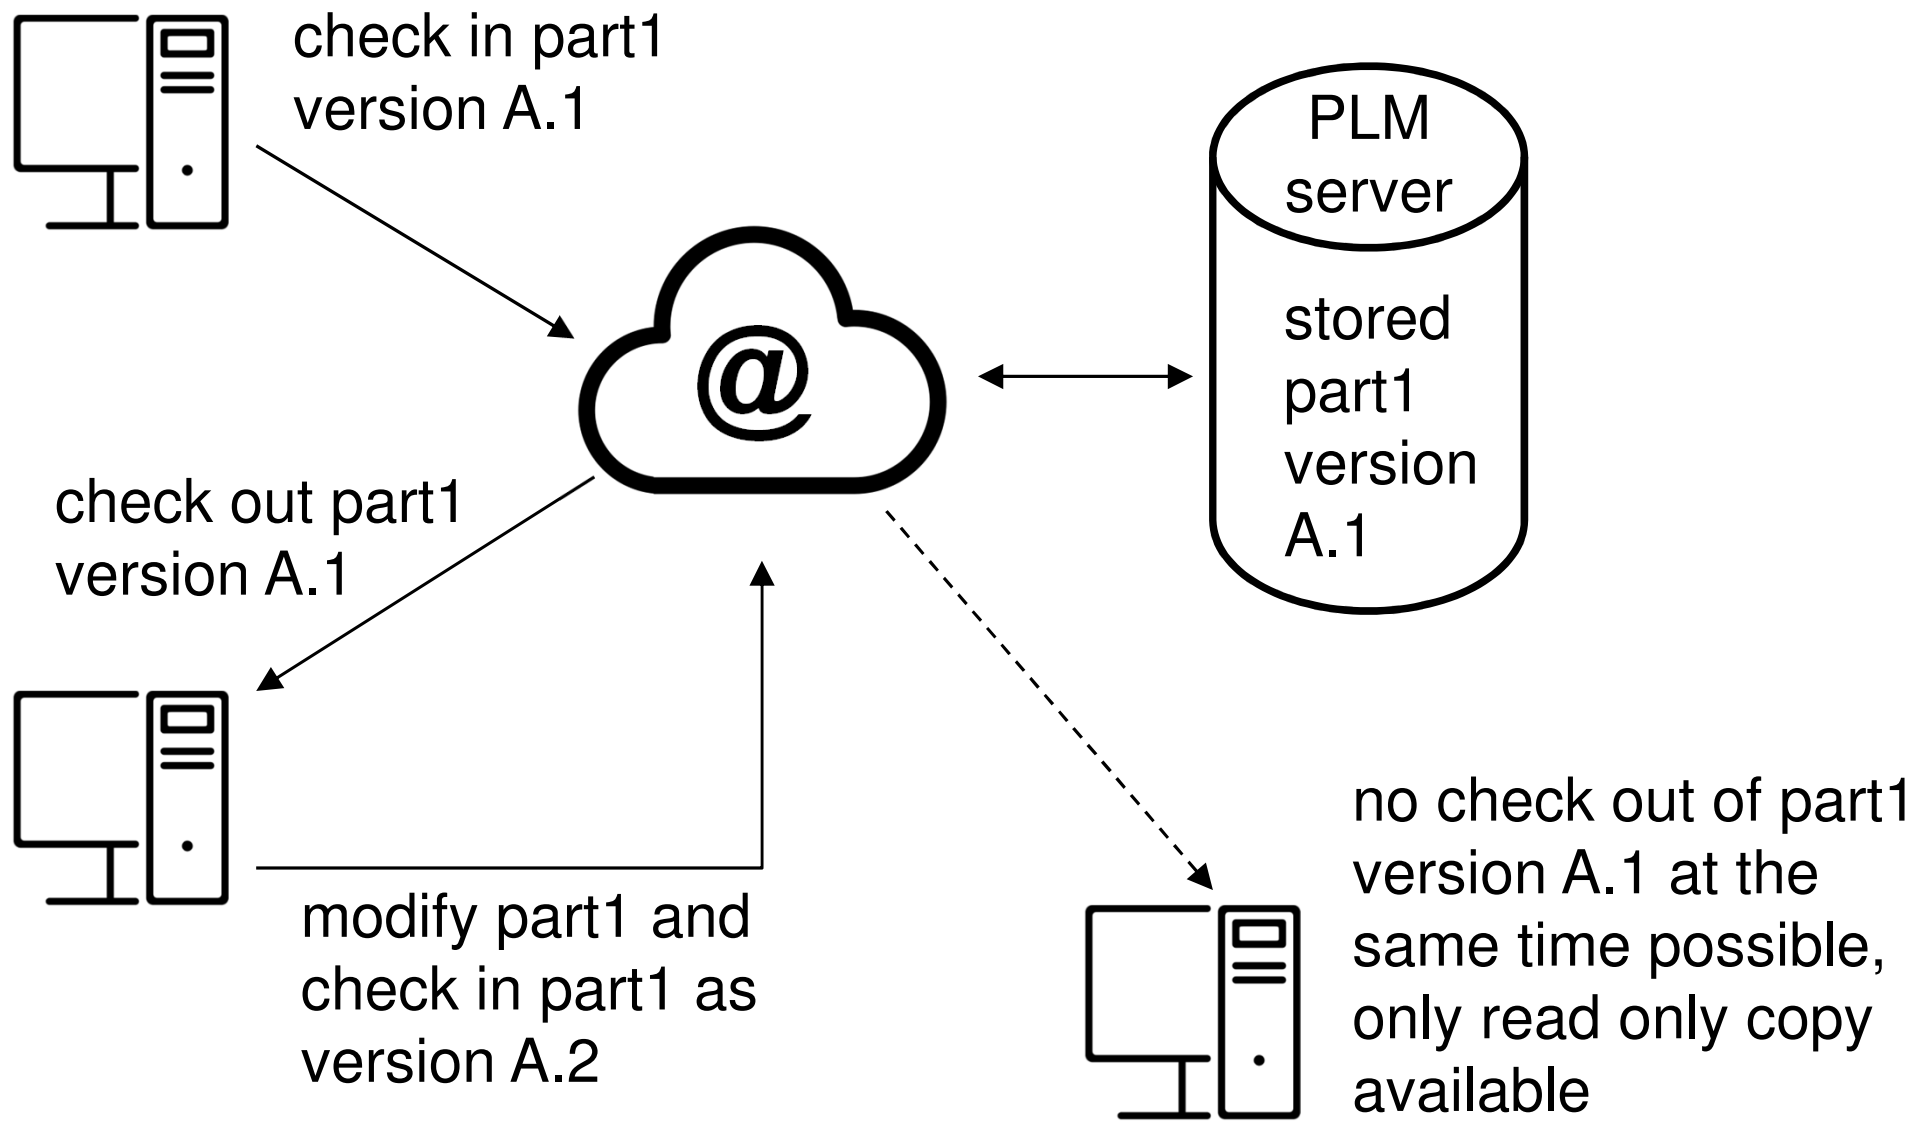 check in part1
version A.1
PLM
server
@
stored
part1
version
A.1
check out part1
version A.1
modify part1 and
check in part1 as
version A.2
no check out of part1
version A.1 at the
same time possible,
only read only copy
available